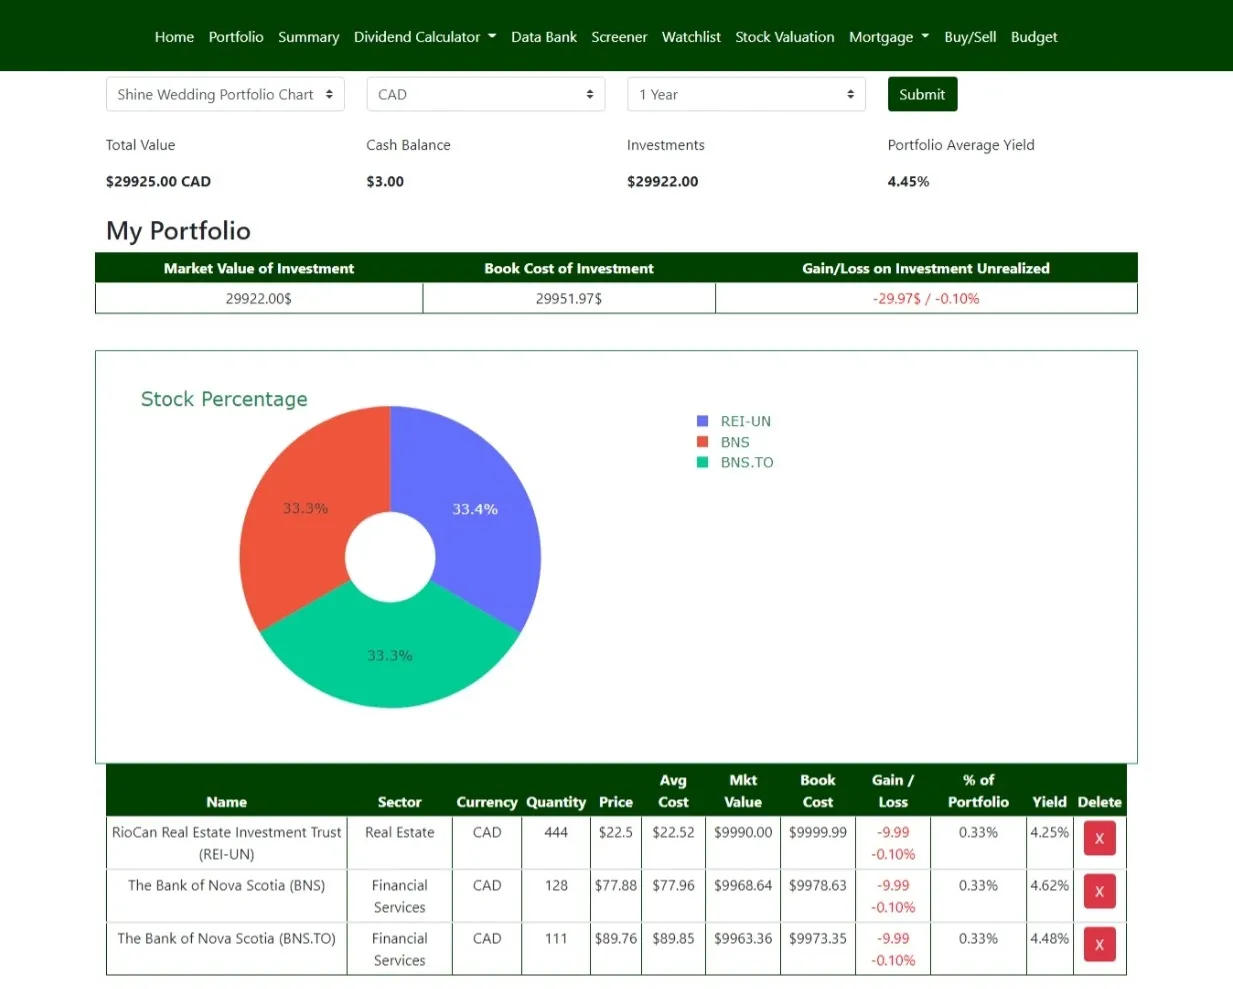 Home Portfolio Summary Dividend Calculator Data Bank Screener Watchlist Stock Valuation Mortgage Buy/Sell Budget
Shine Wedding Portfolio Chart CAD 1 Year Submit
Total Value Cash Balance Investments Portfolio Average Yield
$29925.00 CAD $3.00 $29922.00 4.45%
My Portfolio
Market Value of Investment Book Cost of Investment Gain/Loss on Investment Unrealized
29922.00$ 29951.97$ -29.97$ / -0.10%
Stock Percentage
REI-UN
BNS
BNS.TO
33.3% 33.4%
33.3%
Avg Mkt Book Gain / % of
Name Sector Currency Quantity Price Cost Value Cost Loss Portfolio Yield Delete
RioCan Real Estate Investment Trust Real Estate CAD 444 $22.5 $22.52 $9990.00 $9999.99 -9.99 0.33% 4.25% X
(REI-UN) -0.10%
The Bank of Nova Scotia (BNS) Financial CAD 128 $77.88 $77.96 $9968.64 $9978.63 -9.99 0.33% 4.62% X
Services -0.10%
The Bank of Nova Scotia (BNS.TO) Financial CAD 111 $89.76 $89.85 $9963.36 $9973.35 -9.99 0.33% 4.48% X
Services -0.10%